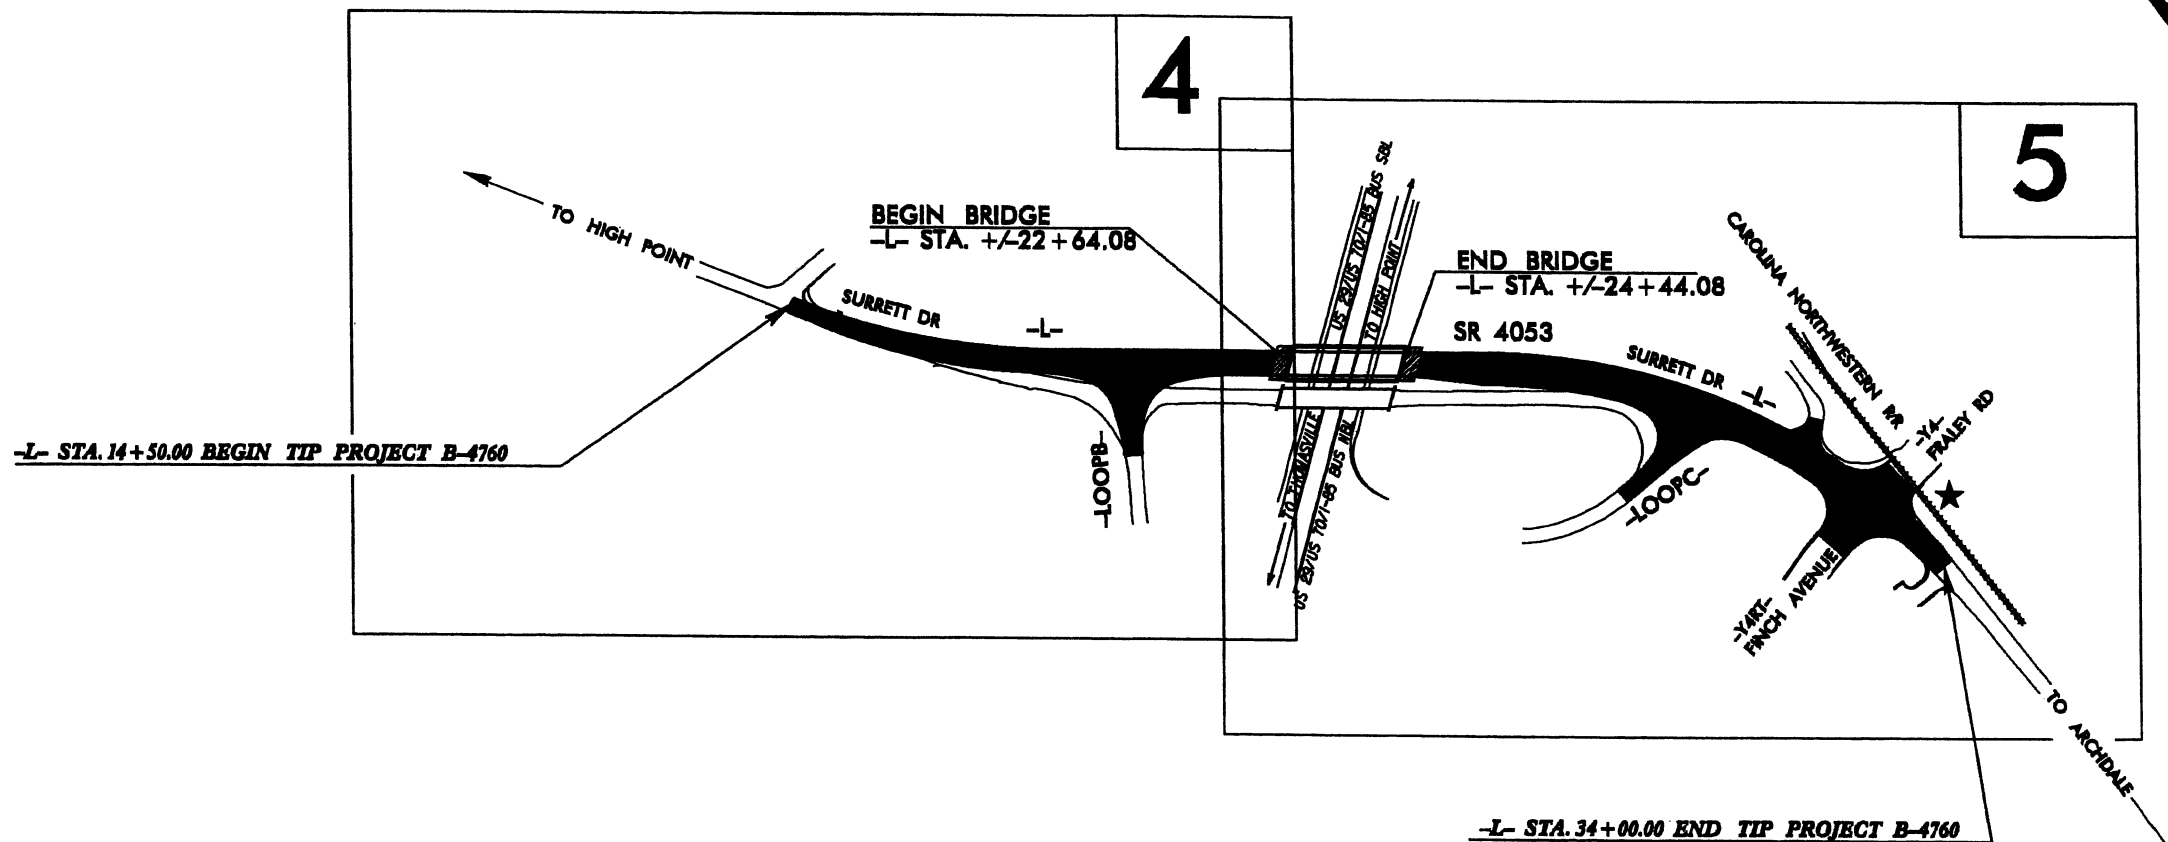 4
5
TO HIGH POINT
BEGIN BRIDGE
-L- STA. +/-22+64.08
SURRETT DR
-L-
US 29/US 70/I-85 BUS SBL
TO HIGH POINT
END BRIDGE
-L- STA. +/-24+44.08
SR 4053
SURRETT DR
-L-
CAROLINA NORTHWESTERN R/R
-Y4-
FRALEY RD
-L- STA. 14+50.00 BEGIN TIP PROJECT B-4760
-LOOPB-
TO THOMASVILLE
US 29/US 70/I-85 BUS NBL
-LOOPC-
-Y4RT-
FINCH AVENUE
TO ARCHDALE
-L- STA. 34+00.00 END TIP PROJECT B-4760